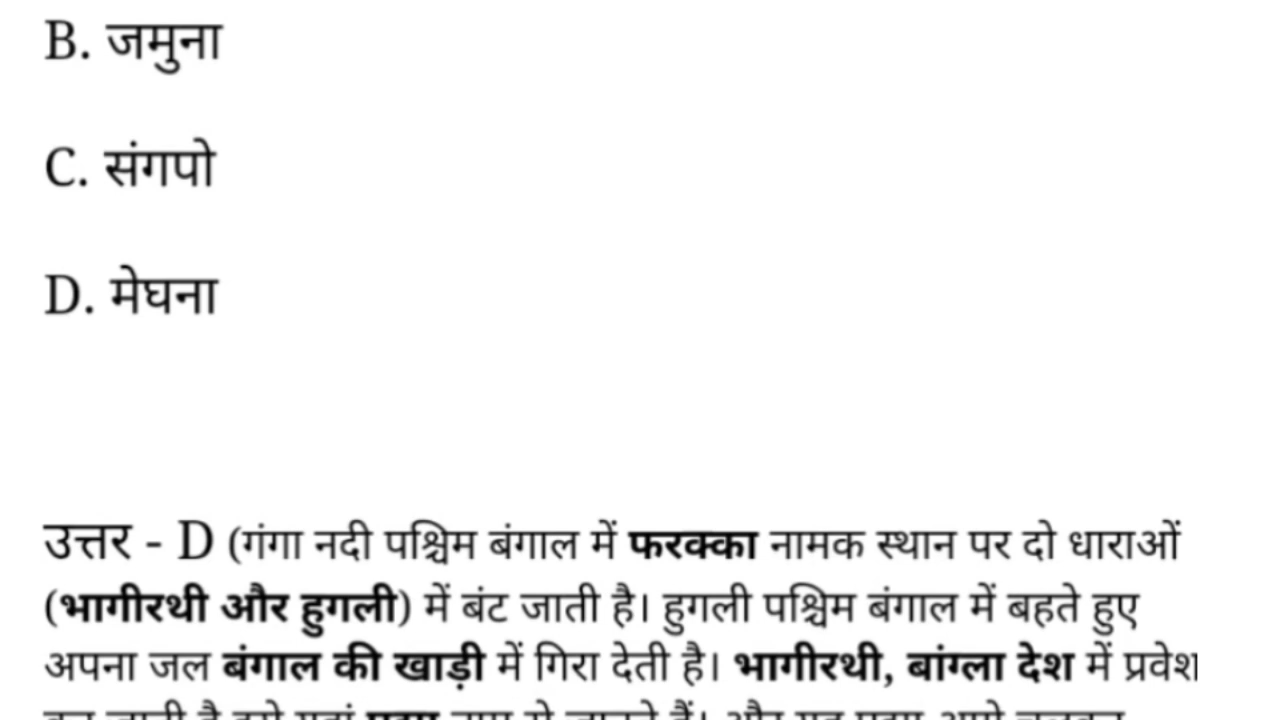 B. जमुना
C. संगपो
D. मेघना
उत्तर - D (गंगा नदी पश्चिम बंगाल में फरक्का नामक स्थान पर दो धाराओं
(भागीरथी और हुगली) में बंट जाती है। हुगली पश्चिम बंगाल में बहते हुए
अपना जल बंगाल की खाड़ी में गिरा देती है। भागीरथी, बांग्ला देश में प्रवेश